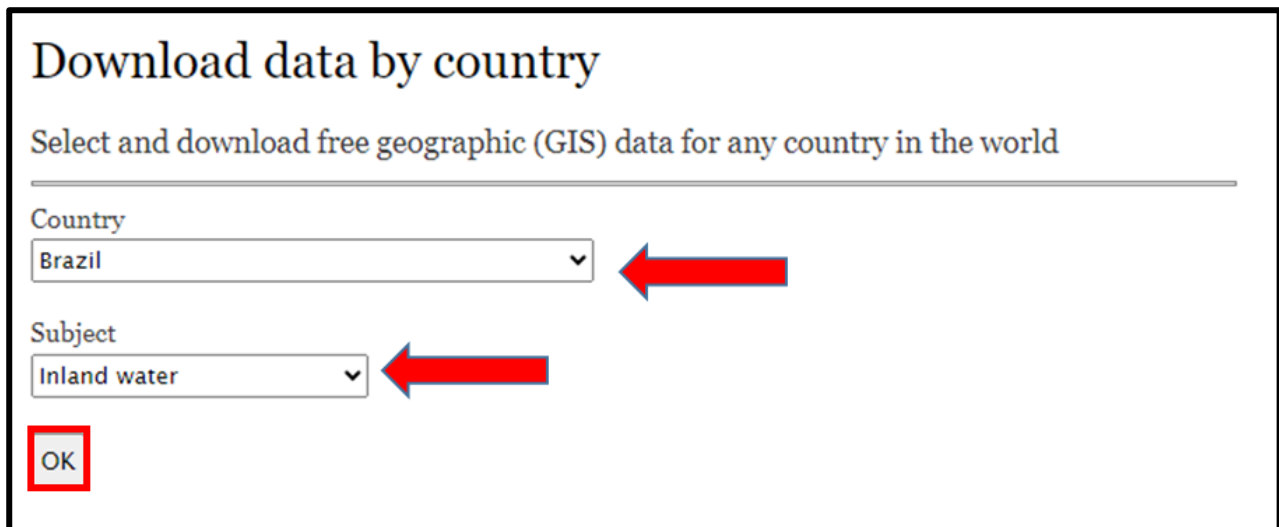 Download data by country
Select and download free geographic (GIS) data for any country in the world
Country
Brazil
Subject
Inland water
OK